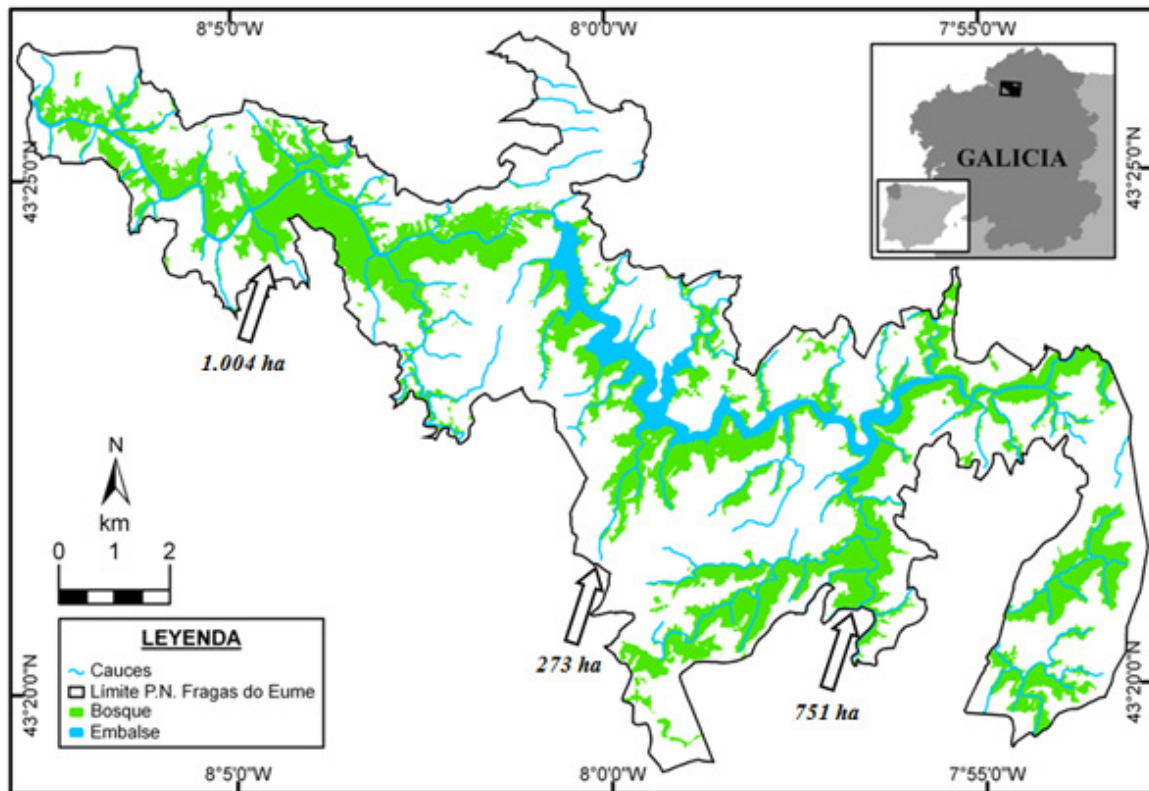 8°5'0"W
8°0'0"W
7°55'0"W
43°25'0"N
43°25'0"N
GALICIA
1.004 ha
N
km
0 1 2
273 ha
751 ha
LEYENDA
Cauces
Límite P.N. Fragas do Eume
Bosque
Embalse
43°20'0"N
43°20'0"N
8°5'0"W
8°0'0"W
7°55'0"W